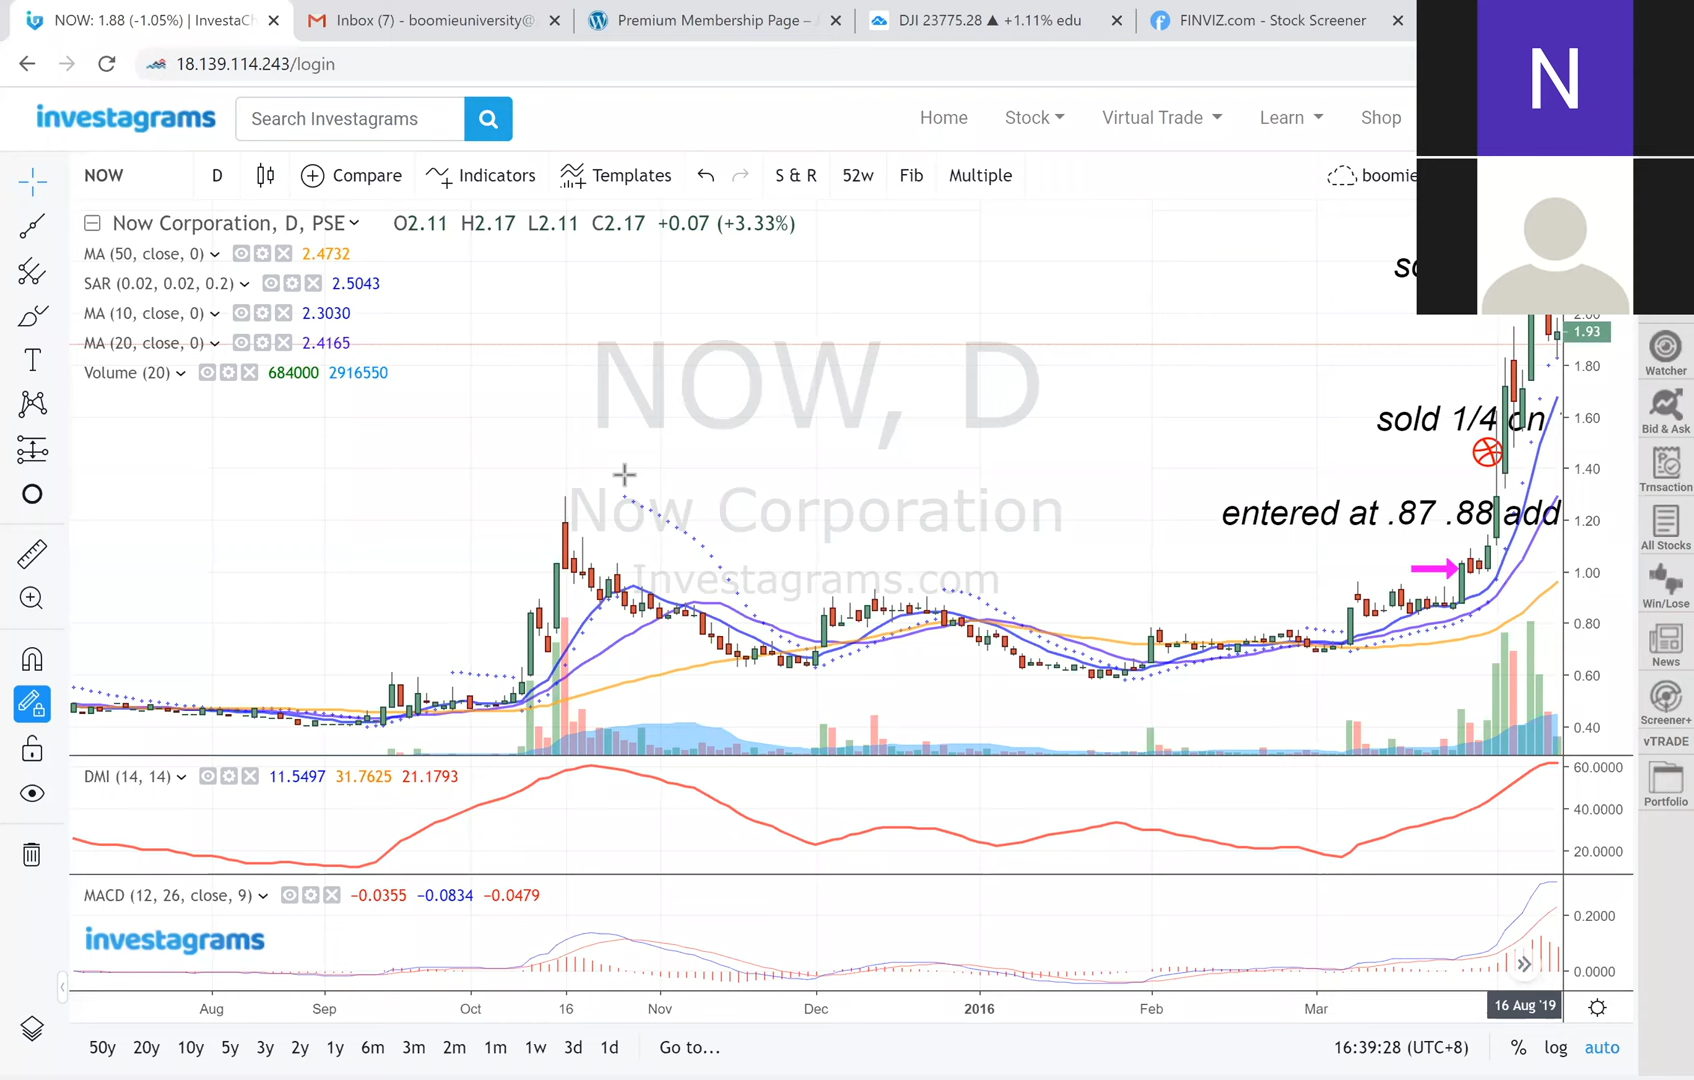 NOW: 1.88 (-1.05%) | InvestaCh
Inbox (7) - boomieuniversity@
Premium Membership Page -
DJI 23775.28 ▲ +1.11% edu
FINVIZ.com - Stock Screener
18.139.114.243/login
investagrams
Search Investagrams
Home
Stock
Virtual Trade
Learn
Shop
N
NOW
D
Compare
Indicators
Templates
S & R
52w
Fib
Multiple
boomie
Now Corporation, D, PSE
O2.11 H2.17 L2.11 C2.17 +0.07 (+3.33%)
MA (50, close, 0) 2.4732
SAR (0.02, 0.02, 0.2) 2.5043
MA (10, close, 0) 2.3030
MA (20, close, 0) 2.4165
Volume (20) 684000 2916550
NOW, D
Now Corporation
Investagrams.com
sold 1/4 on
entered at .87 .88 add
2.00
1.93
1.80
1.60
1.40
1.20
1.00
0.80
0.60
0.40
DMI (14, 14) 11.5497 31.7625 21.1793
60.0000
40.0000
20.0000
MACD (12, 26, close, 9) −0.0355 −0.0834 −0.0479
investagrams
0.2000
0.0000
Aug Sep Oct 16 Nov Dec 2016 Feb Mar 16 Aug '19
50y 20y 10y 5y 3y 2y 1y 6m 3m 2m 1m 1w 3d 1d Go to...
16:39:28 (UTC+8) % log auto
Watcher
Bid & Ask
Trnsaction
All Stocks
Win/Lose
News
Screener+
vTRADE
Portfolio